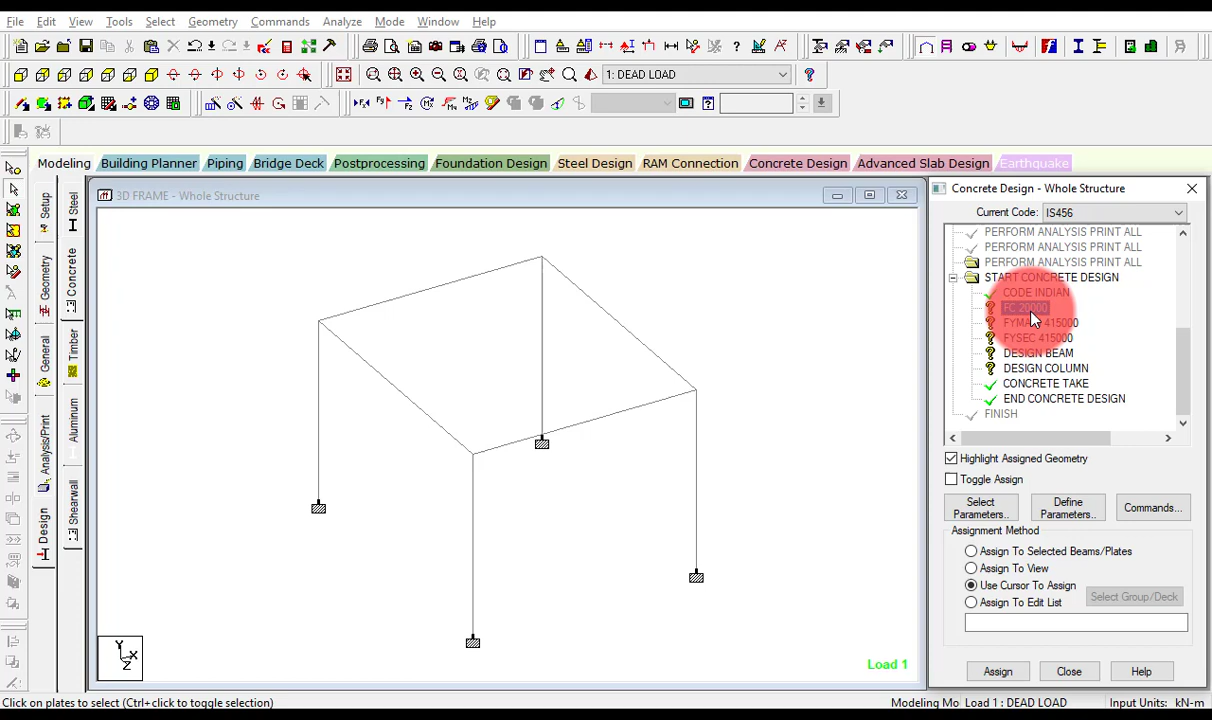 File Edit View Tools Select Geometry Commands Analyze Mode Window Help
1: DEAD LOAD
Modeling Building Planner Piping Bridge Deck Postprocessing Foundation Design Steel Design RAM Connection Concrete Design Advanced Slab Design Earthquake
Setup
Geometry
General
Analysis/Print
Design
Steel
Concrete
Timber
Aluminum
Shearwall
3D FRAME - Whole Structure
Load 1
Y
X
Z
Concrete Design - Whole Structure
Current Code: IS456
PERFORM ANALYSIS PRINT ALL
PERFORM ANALYSIS PRINT ALL
PERFORM ANALYSIS PRINT ALL
START CONCRETE DESIGN
CODE INDIAN
FC 20000
415000
FYSEC 415000
DESIGN BEAM
DESIGN COLUMN
CONCRETE TAKE
END CONCRETE DESIGN
FINISH
Highlight Assigned Geometry
Toggle Assign
Select Parameters..
Define Parameters..
Commands...
Assignment Method
Assign To Selected Beams/Plates
Assign To View
Use Cursor To Assign
Assign To Edit List
Select Group/Deck
Assign Close Help
Click on plates to select (Ctrl+click to toggle selection)
Modeling Mo Load 1 : DEAD LOAD Input Units: kN-m